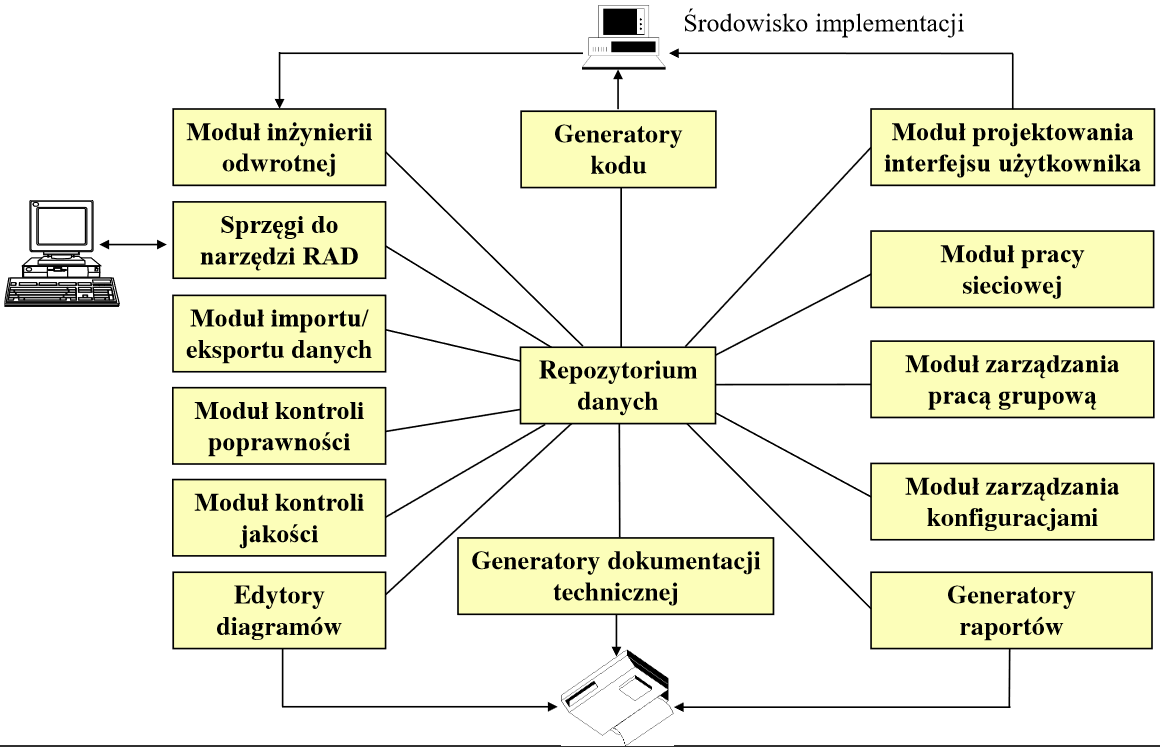 Środowisko implementacji
Moduł inżynierii
odwrotnej
Generatory
kodu
Moduł projektowania
interfejsu użytkownika
Sprzęgi do
narzędzi RAD
Moduł pracy
sieciowej
Moduł importu/
eksportu danych
Repozytorium
danych
Moduł zarządzania
pracą grupową
Moduł kontroli
poprawności
Moduł kontroli
jakości
Moduł zarządzania
konfiguracjami
Generatory dokumentacji
technicznej
Edytory
diagramów
Generatory
raportów